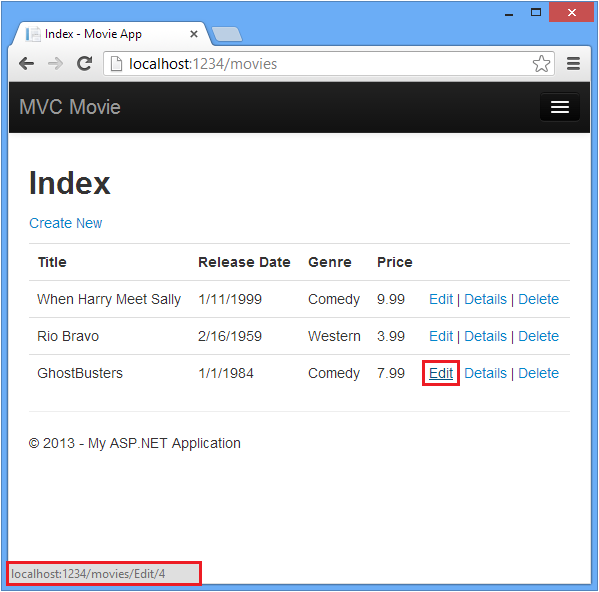 Index - Movie App
localhost:1234/movies
MVC Movie
Index
Create New
Title Release Date Genre Price
When Harry Meet Sally 1/11/1999 Comedy 9.99 Edit | Details | Delete
Rio Bravo 2/16/1959 Western 3.99 Edit | Details | Delete
GhostBusters 1/1/1984 Comedy 7.99 Edit Details | Delete
© 2013 - My ASP.NET Application
localhost:1234/movies/Edit/4